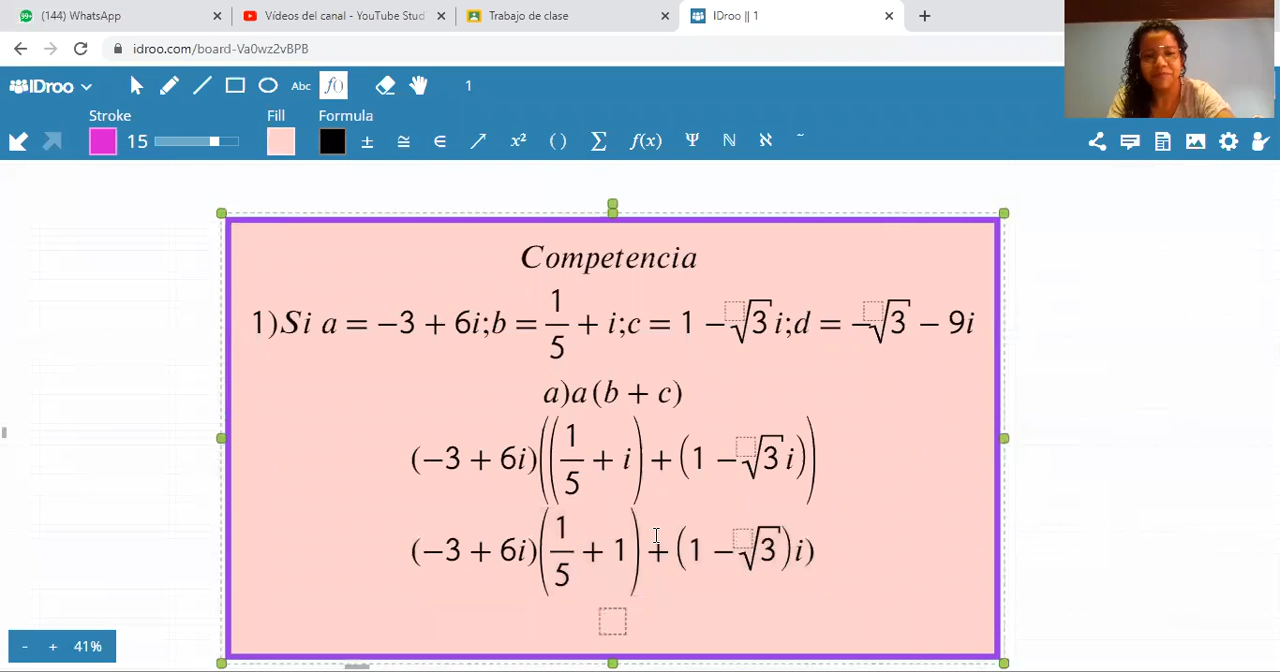 (144) WhatsApp
Vídeos del canal - YouTube Stud
Trabajo de clase
IDroo || 1
idroo.com/board-Va0wz2vBPB
IDroo Abc f() 1
Stroke Fill Formula
15 ± ≅ ∈ x² ( ) ∑ f(x) Ψ ℕ ℵ ~
Competencia
1)Si a = −3 + 6i;b = 1/5 + i;c = 1 − √3 i;d = −√3 − 9i
a)a(b + c)
(−3 + 6i)((1/5 + i) + (1 − √3 i))
(−3 + 6i)(1/5 + 1) + (1 − √3)i)
- + 41%